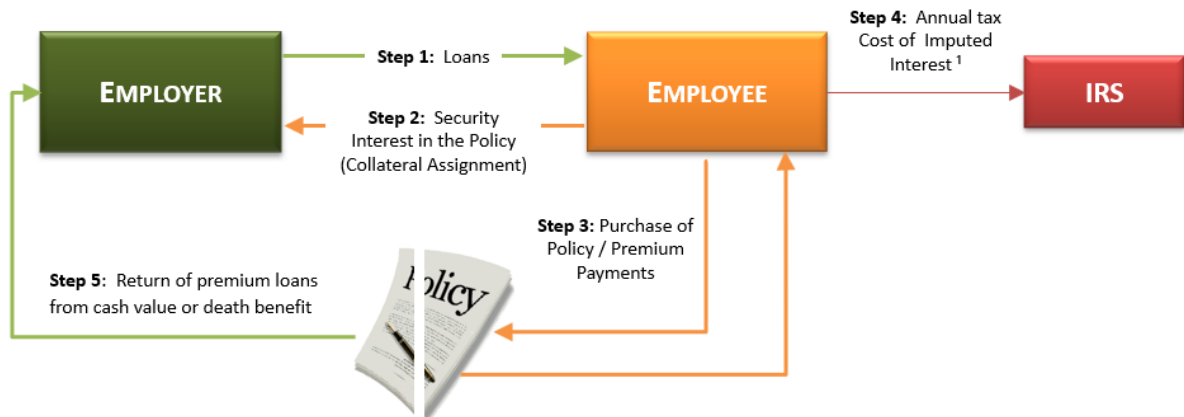 EMPLOYER
Step 1: Loans
EMPLOYEE
Step 4: Annual tax
Cost of Imputed
Interest ¹
IRS
Step 2: Security
Interest in the Policy
(Collateral Assignment)
Step 3: Purchase of
Policy / Premium
Payments
Step 5: Return of premium loans
from cash value or death benefit
Policy